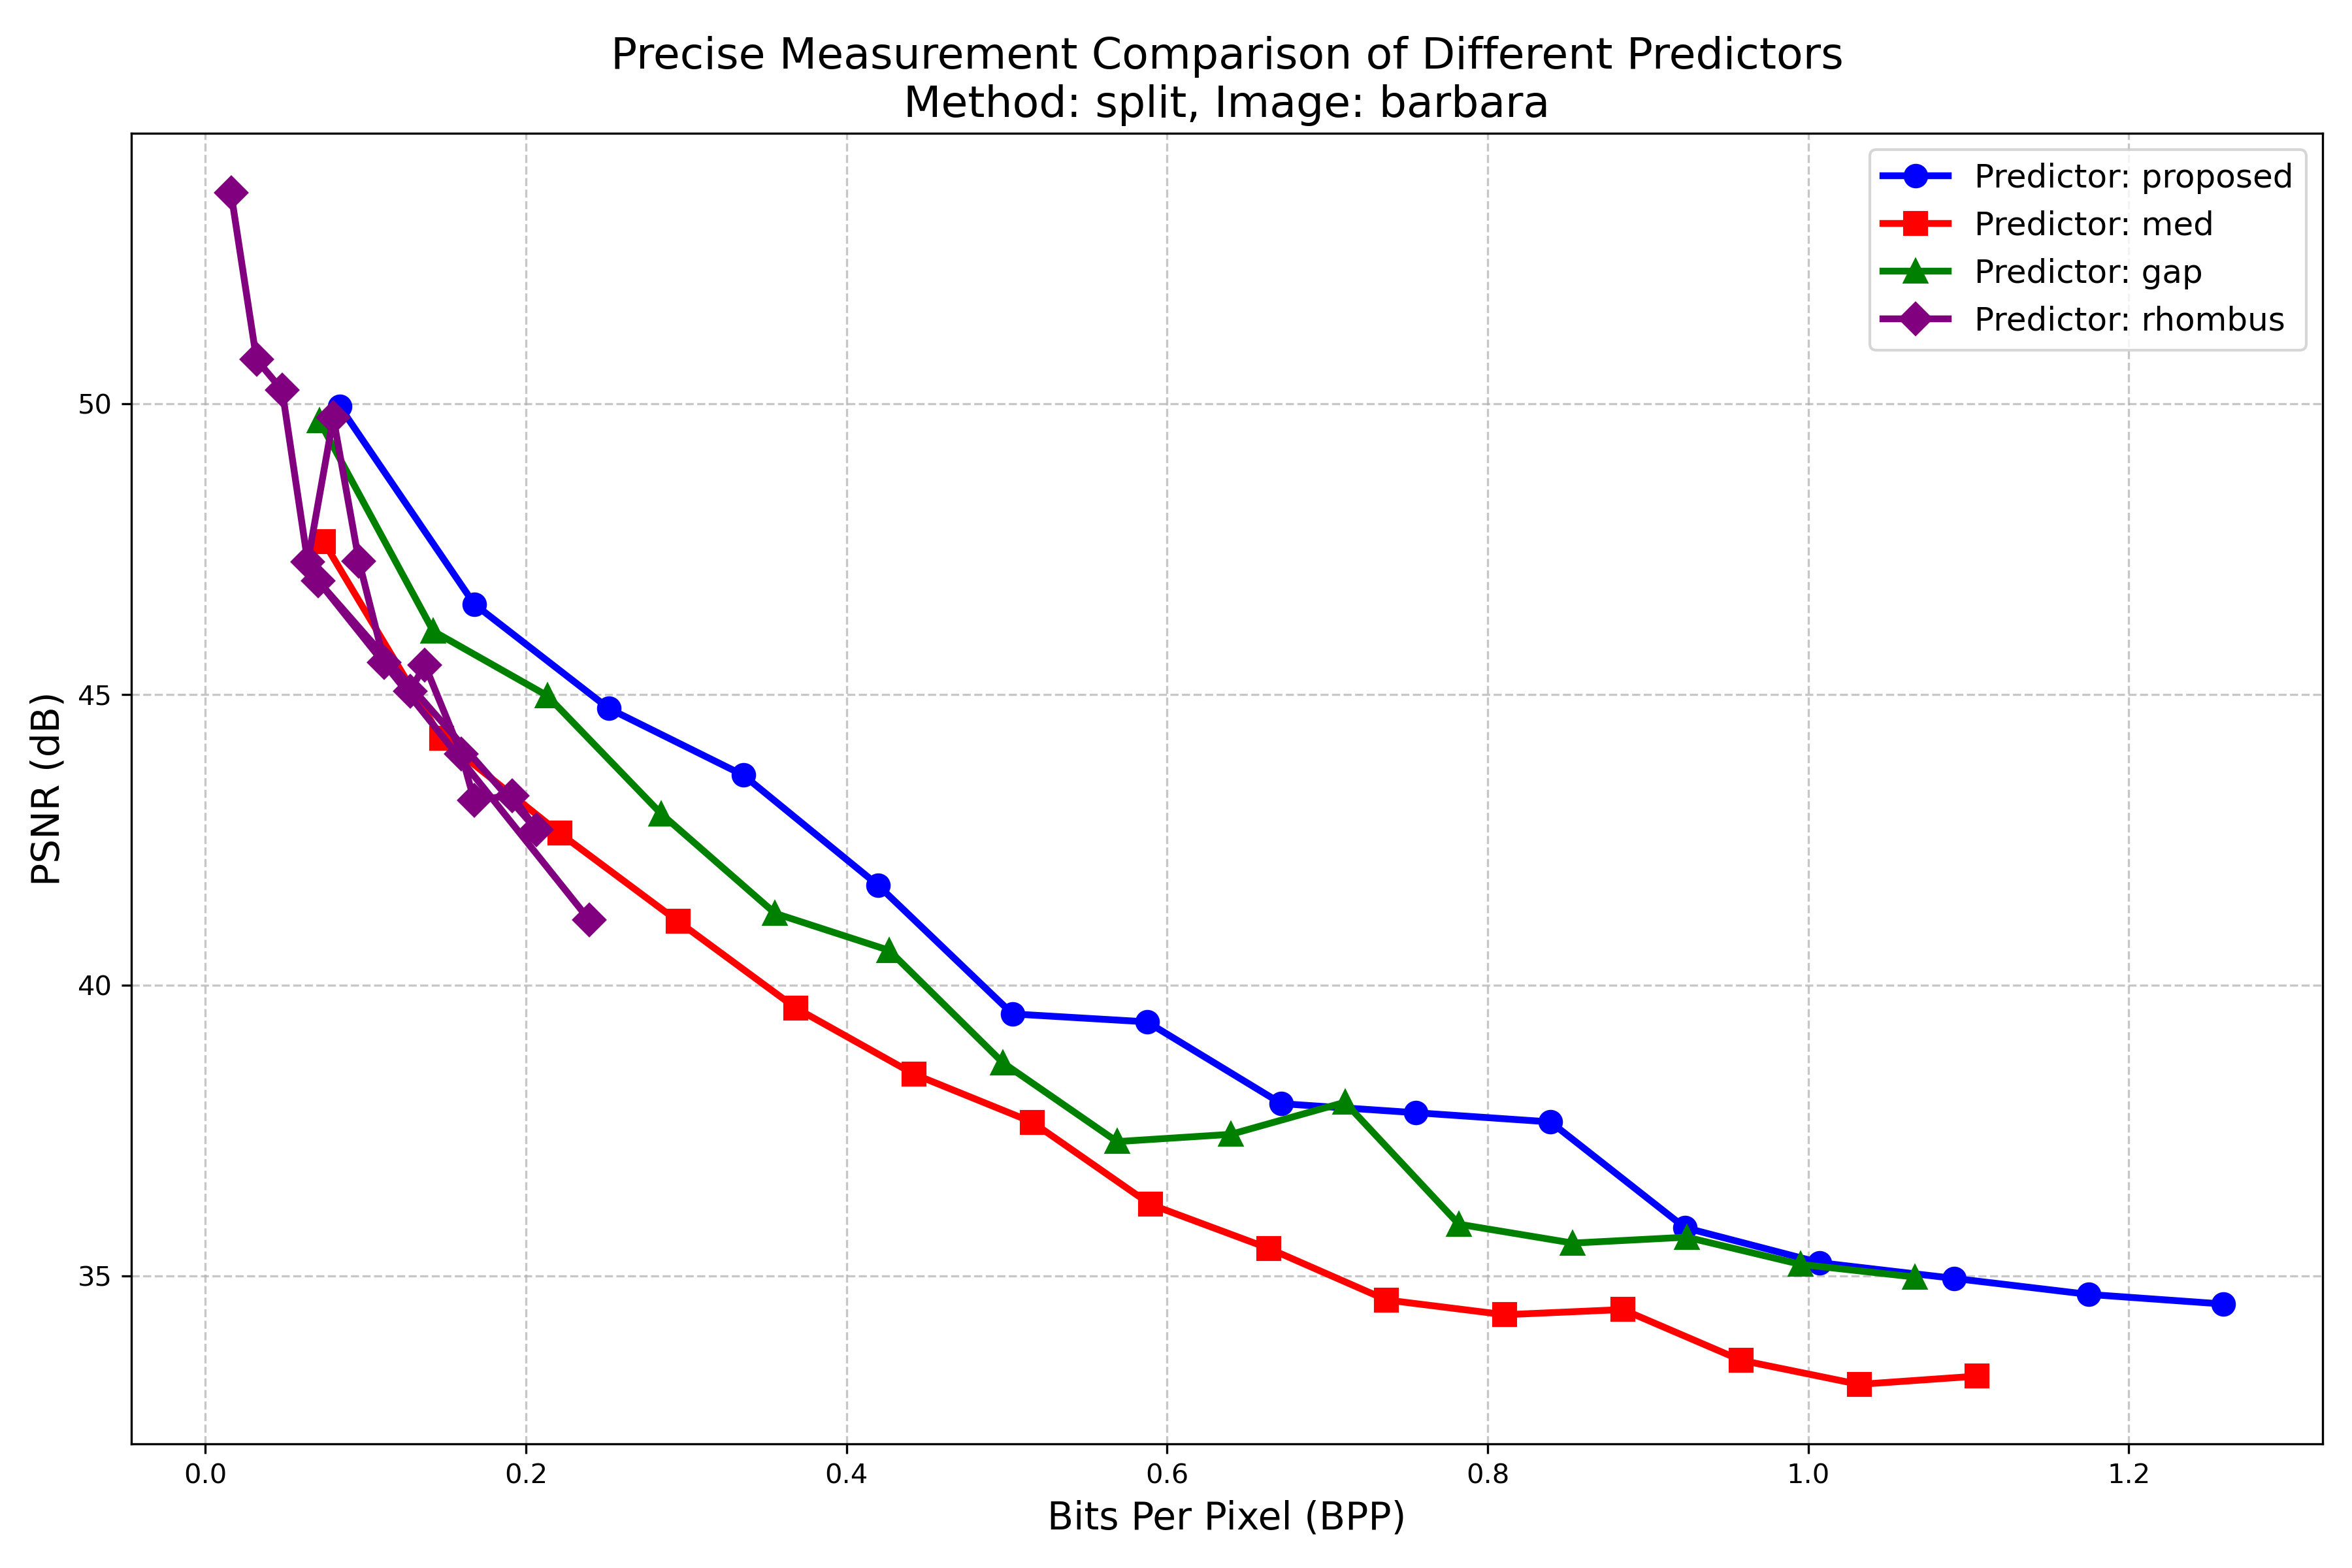 Precise Measurement Comparison of Different Predictors
Method: split, Image: barbara
Predictor: proposed
Predictor: med
Predictor: gap
Predictor: rhombus
PSNR (dB)
50
45
40
35
0.0 0.2 0.4 0.6 0.8 1.0 1.2
Bits Per Pixel (BPP)